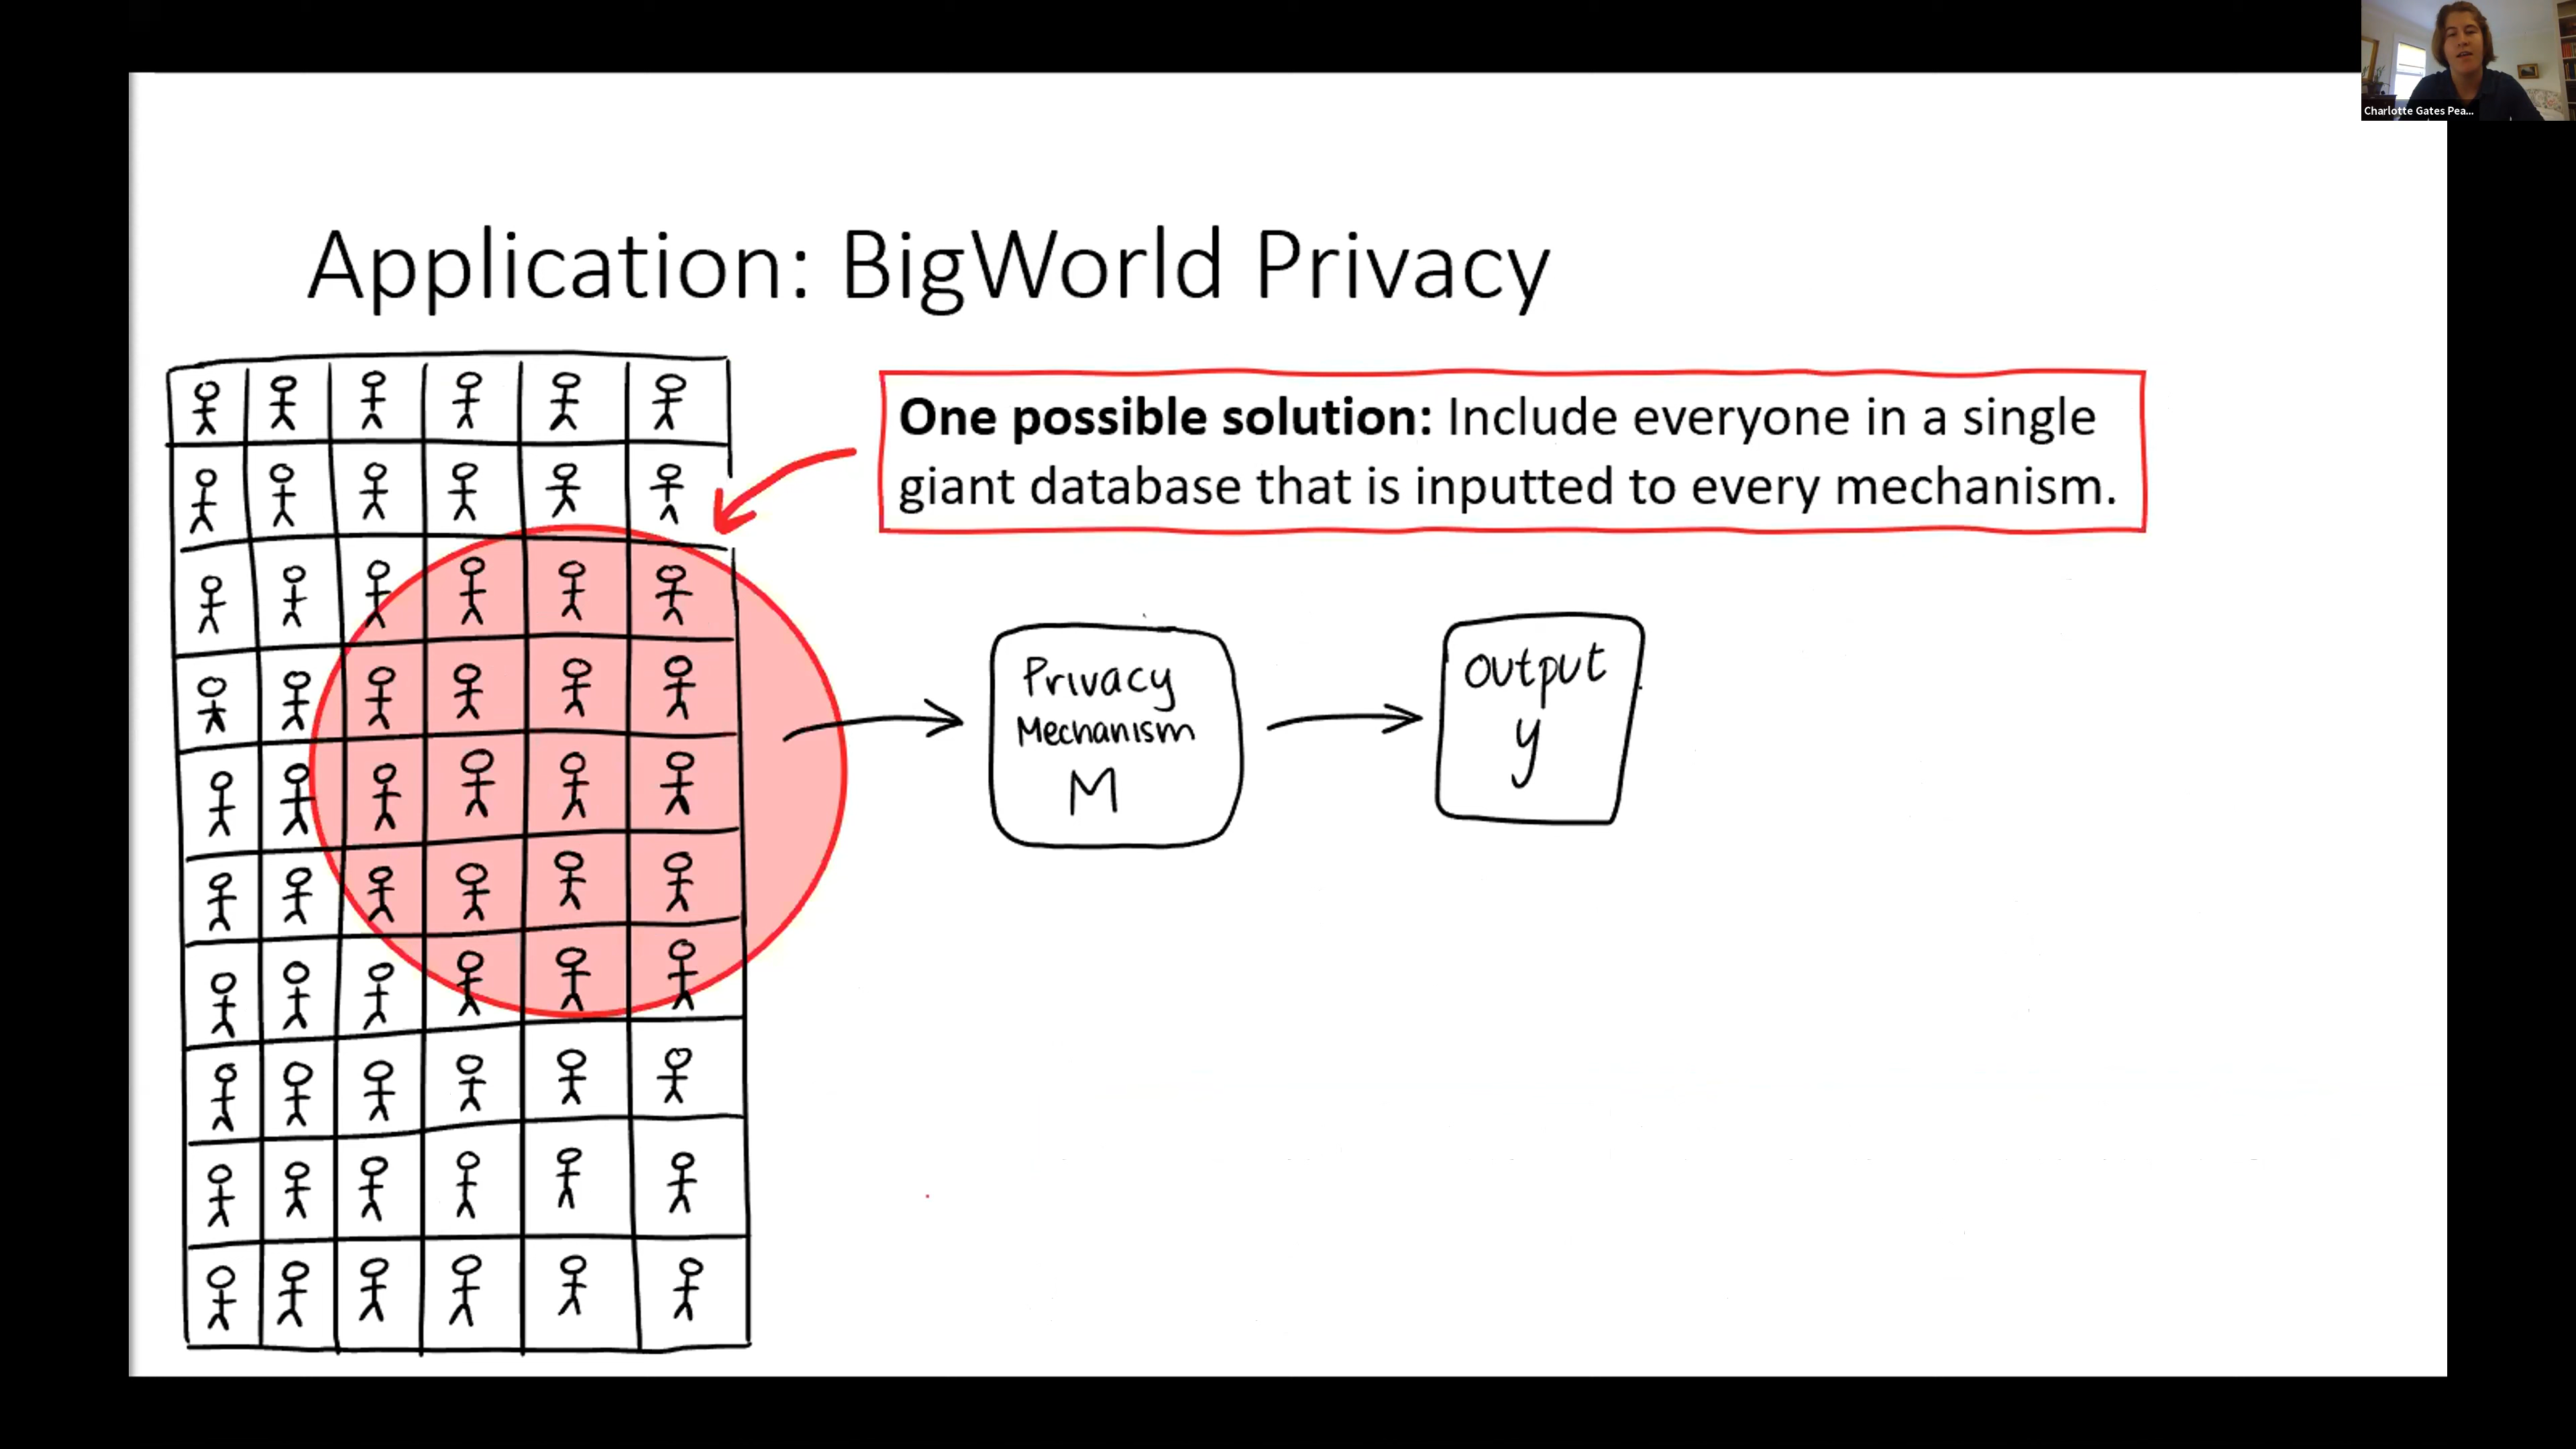 Charlotte Gates Pea...
Application: BigWorld Privacy
One possible solution: Include everyone in a single
giant database that is inputted to every mechanism.
Privacy
Mechanism
M
Output
y